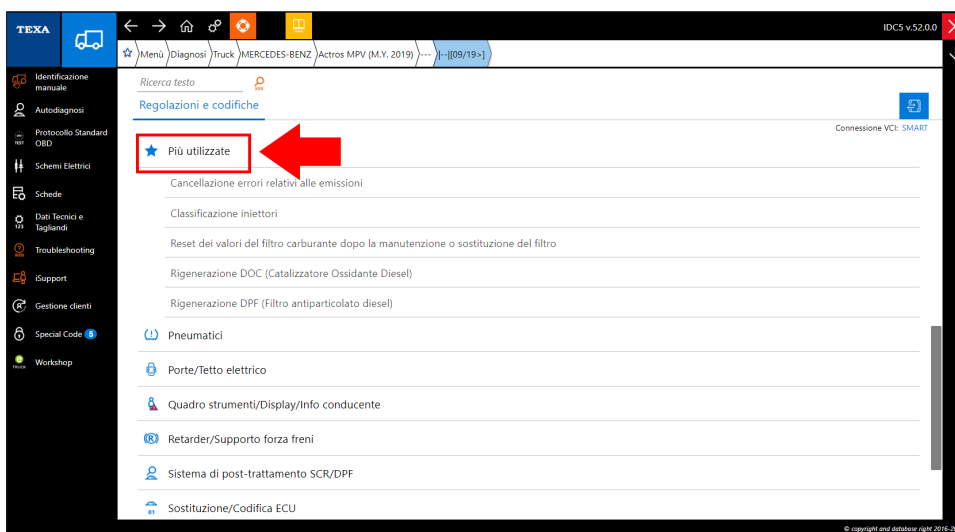 TEXA
IDC5 v.52.0.0
Menù Diagnosi Truck MERCEDES-BENZ Actros MPV (M.Y. 2019) --- |--|[09/19>]
Identificazione
manuale
Autodiagnosi
Protocollo Standard
OBD
TEST
Schemi Elettrici
Schede
Dati Tecnici e
Tagliandi
123
Troubleshooting
iSupport
Gestione clienti
Special Code 5
Workshop
TRUCK
Ricerca testo
XXX
Regolazioni e codifiche
Connessione VCI: SMART
Più utilizzate
Cancellazione errori relativi alle emissioni
Classificazione iniettori
Reset dei valori del filtro carburante dopo la manutenzione o sostituzione del filtro
Rigenerazione DOC (Catalizzatore Ossidante Diesel)
Rigenerazione DPF (Filtro antiparticolato diesel)
Pneumatici
Porte/Tetto elettrico
Quadro strumenti/Display/Info conducente
Retarder/Supporto forza freni
Sistema di post-trattamento SCR/DPF
01
Sostituzione/Codifica ECU
© copyright and database right